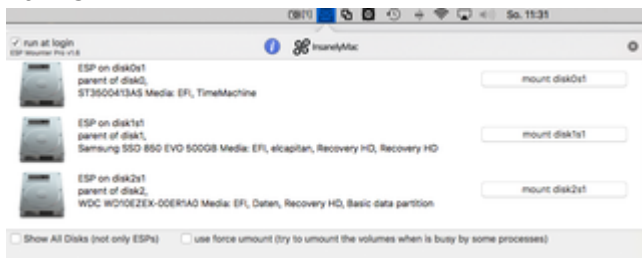 So. 11:31
run at login
ESP Mounter Pro v1.8
InsanelyMac
ESP on disk0s1
parent of disk0,
ST3500413AS Media: EFI, TimeMachine
mount disk0s1
ESP on disk1s1
parent of disk1,
Samsung SSD 850 EVO 500GB Media: EFI, elcapitan, Recovery HD, Recovery HD
mount disk1s1
ESP on disk2s1
parent of disk2,
WDC WD10EZEX-00ER1A0 Media: EFI, Daten, Recovery HD, Basic data partition
mount disk2s1
Show All Disks (not only ESPs)
use force umount (try to umount the volumes when is busy by some processes)